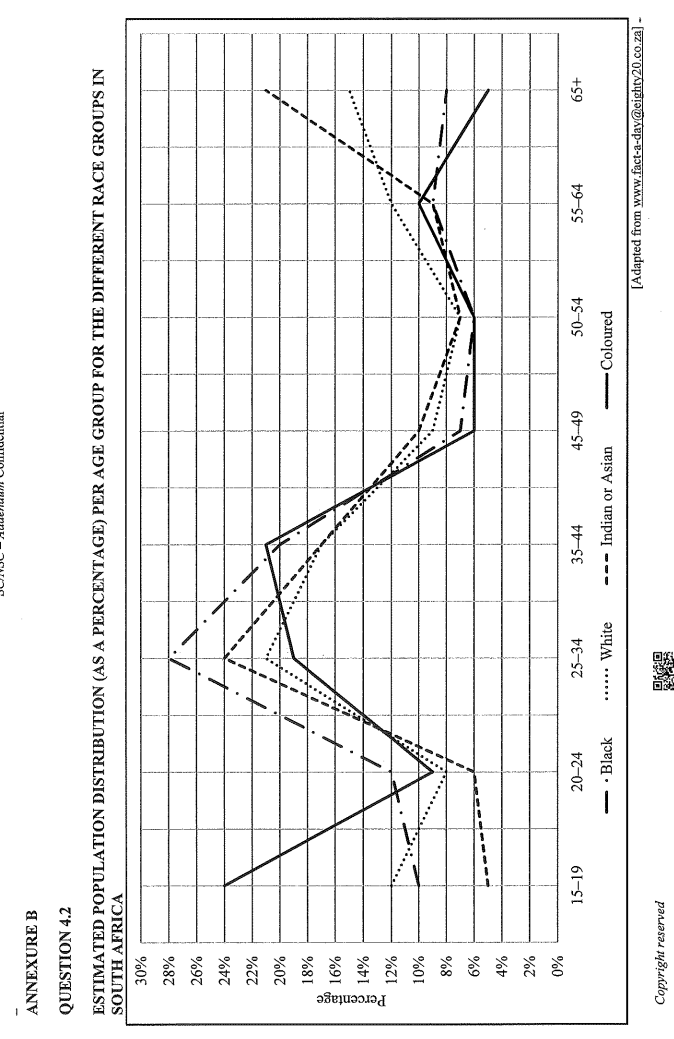 SC/NSC – Addendum Confidential
ANNEXURE B
QUESTION 4.2
ESTIMATED POPULATION DISTRIBUTION (AS A PERCENTAGE) PER AGE GROUP FOR THE DIFFERENT RACE GROUPS IN
SOUTH AFRICA
Percentage
30%
28%
26%
24%
22%
20%
18%
16%
14%
12%
10%
8%
6%
4%
2%
0%
15–19
20–24
25–34
35–44
45–49
50–54
55–64
65+
Black
White
Indian or Asian
Coloured
[Adapted from www.fact-a-day@eighty20.co.za]
Copyright reserved